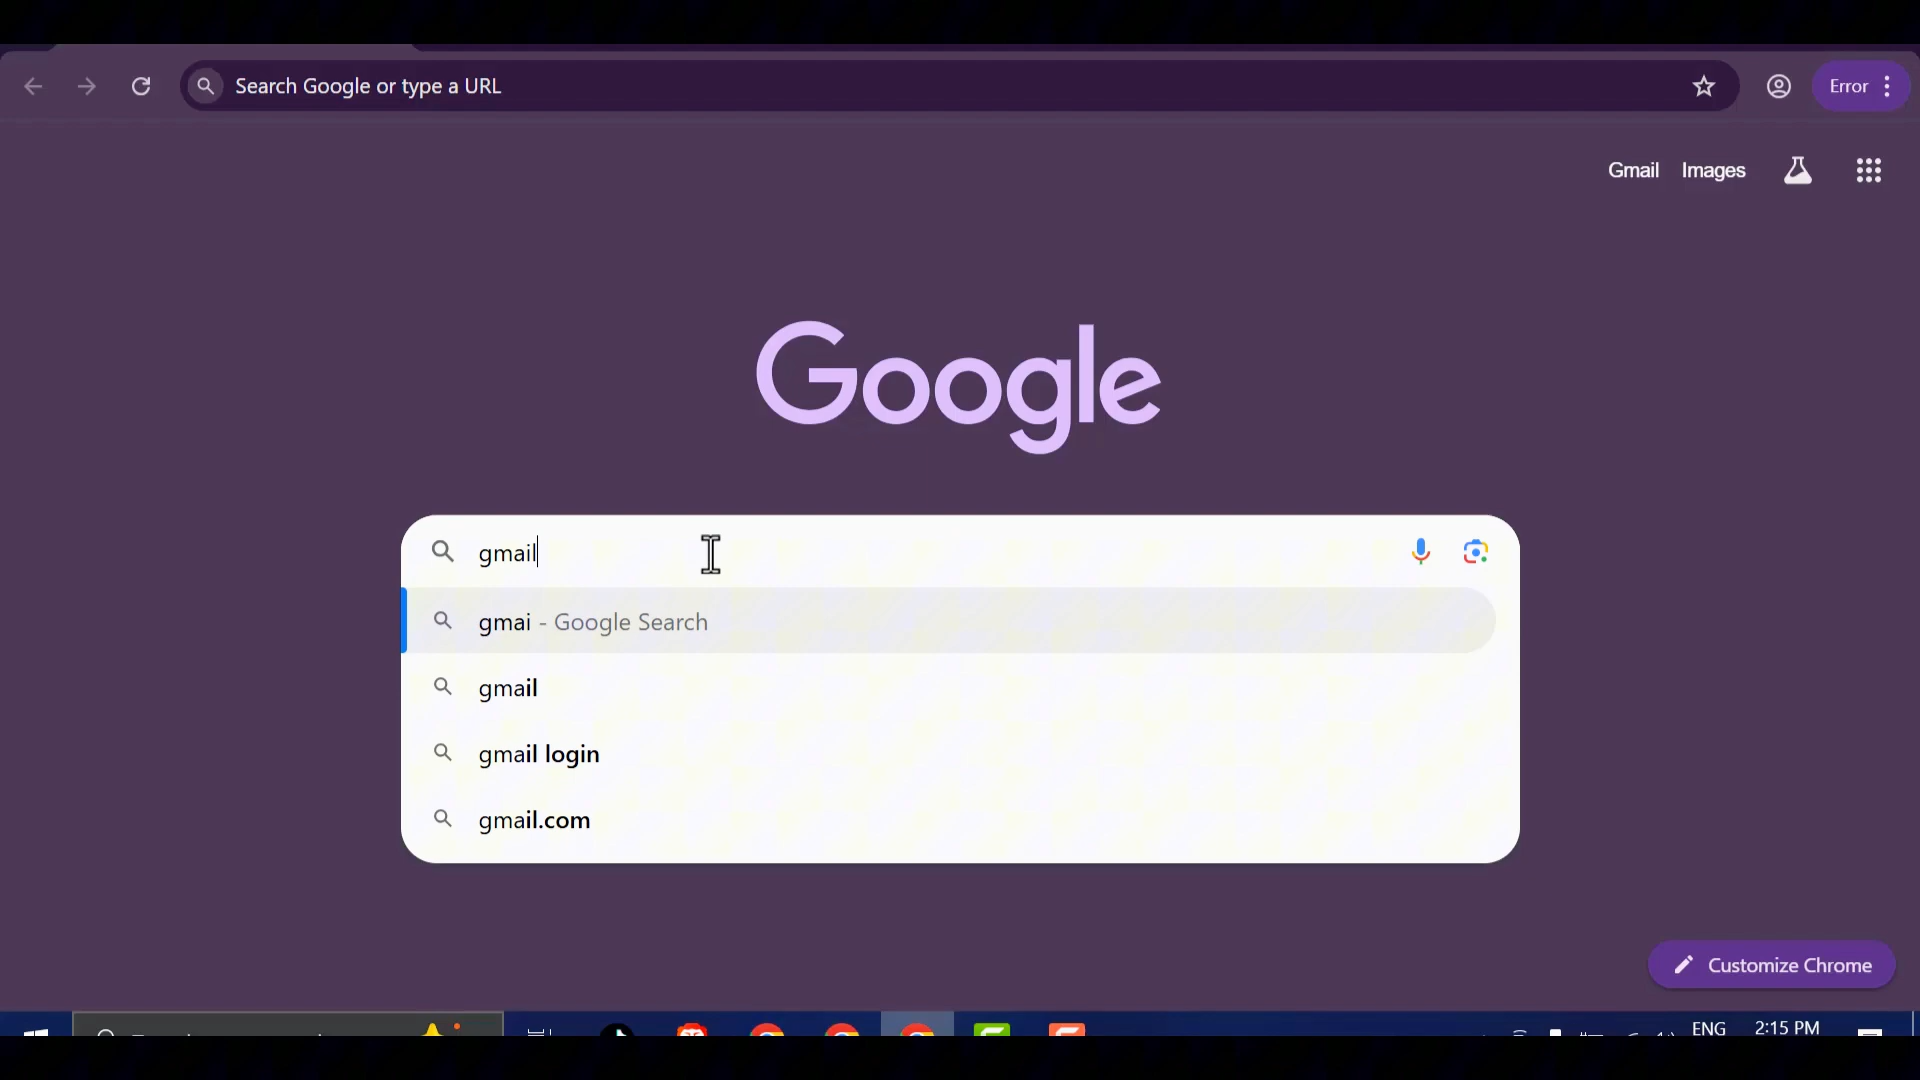 Search Google or type a URL
Error
Gmail Images
Google
gmail
gmai - Google Search
gmail
gmail login
gmail.com
Customize Chrome
ENG 2:15 PM